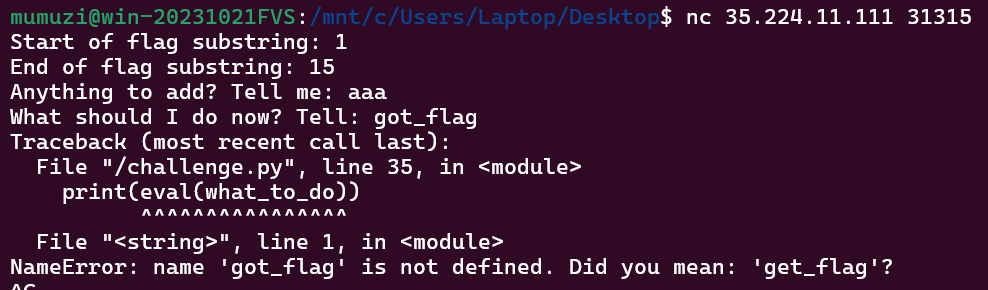 mumuzi@win-20231021FVS:/mnt/c/Users/Laptop/Desktop$ nc 35.224.11.111 31315
Start of flag substring: 1
End of flag substring: 15
Anything to add? Tell me: aaa
What should I do now? Tell: got_flag
Traceback (most recent call last):
  File "/challenge.py", line 35, in <module>
    print(eval(what_to_do))
          ^^^^^^^^^^^^^^^^
  File "<string>", line 1, in <module>
NameError: name 'got_flag' is not defined. Did you mean: 'get_flag'?